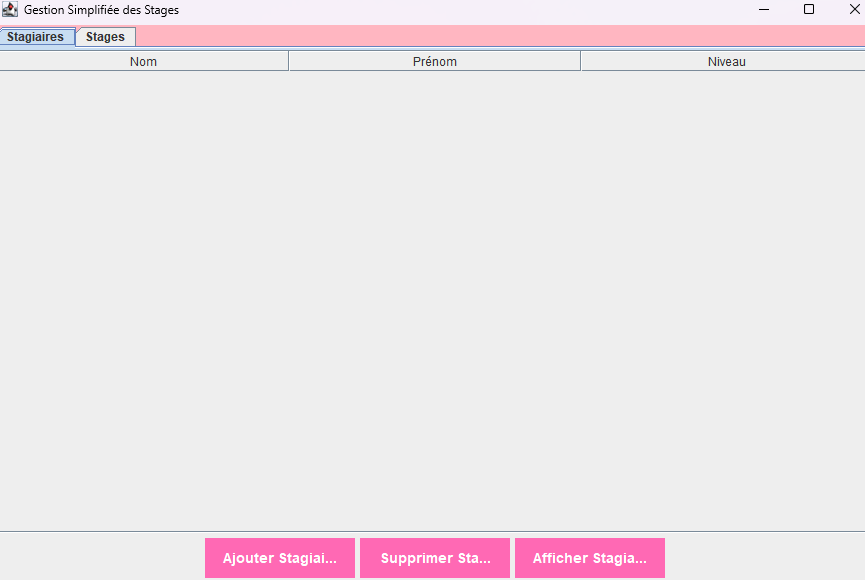 Gestion Simplifiée des Stages
Stagiaires Stages
Nom Prénom Niveau
Ajouter Stagiai... Supprimer Sta... Afficher Stagia...